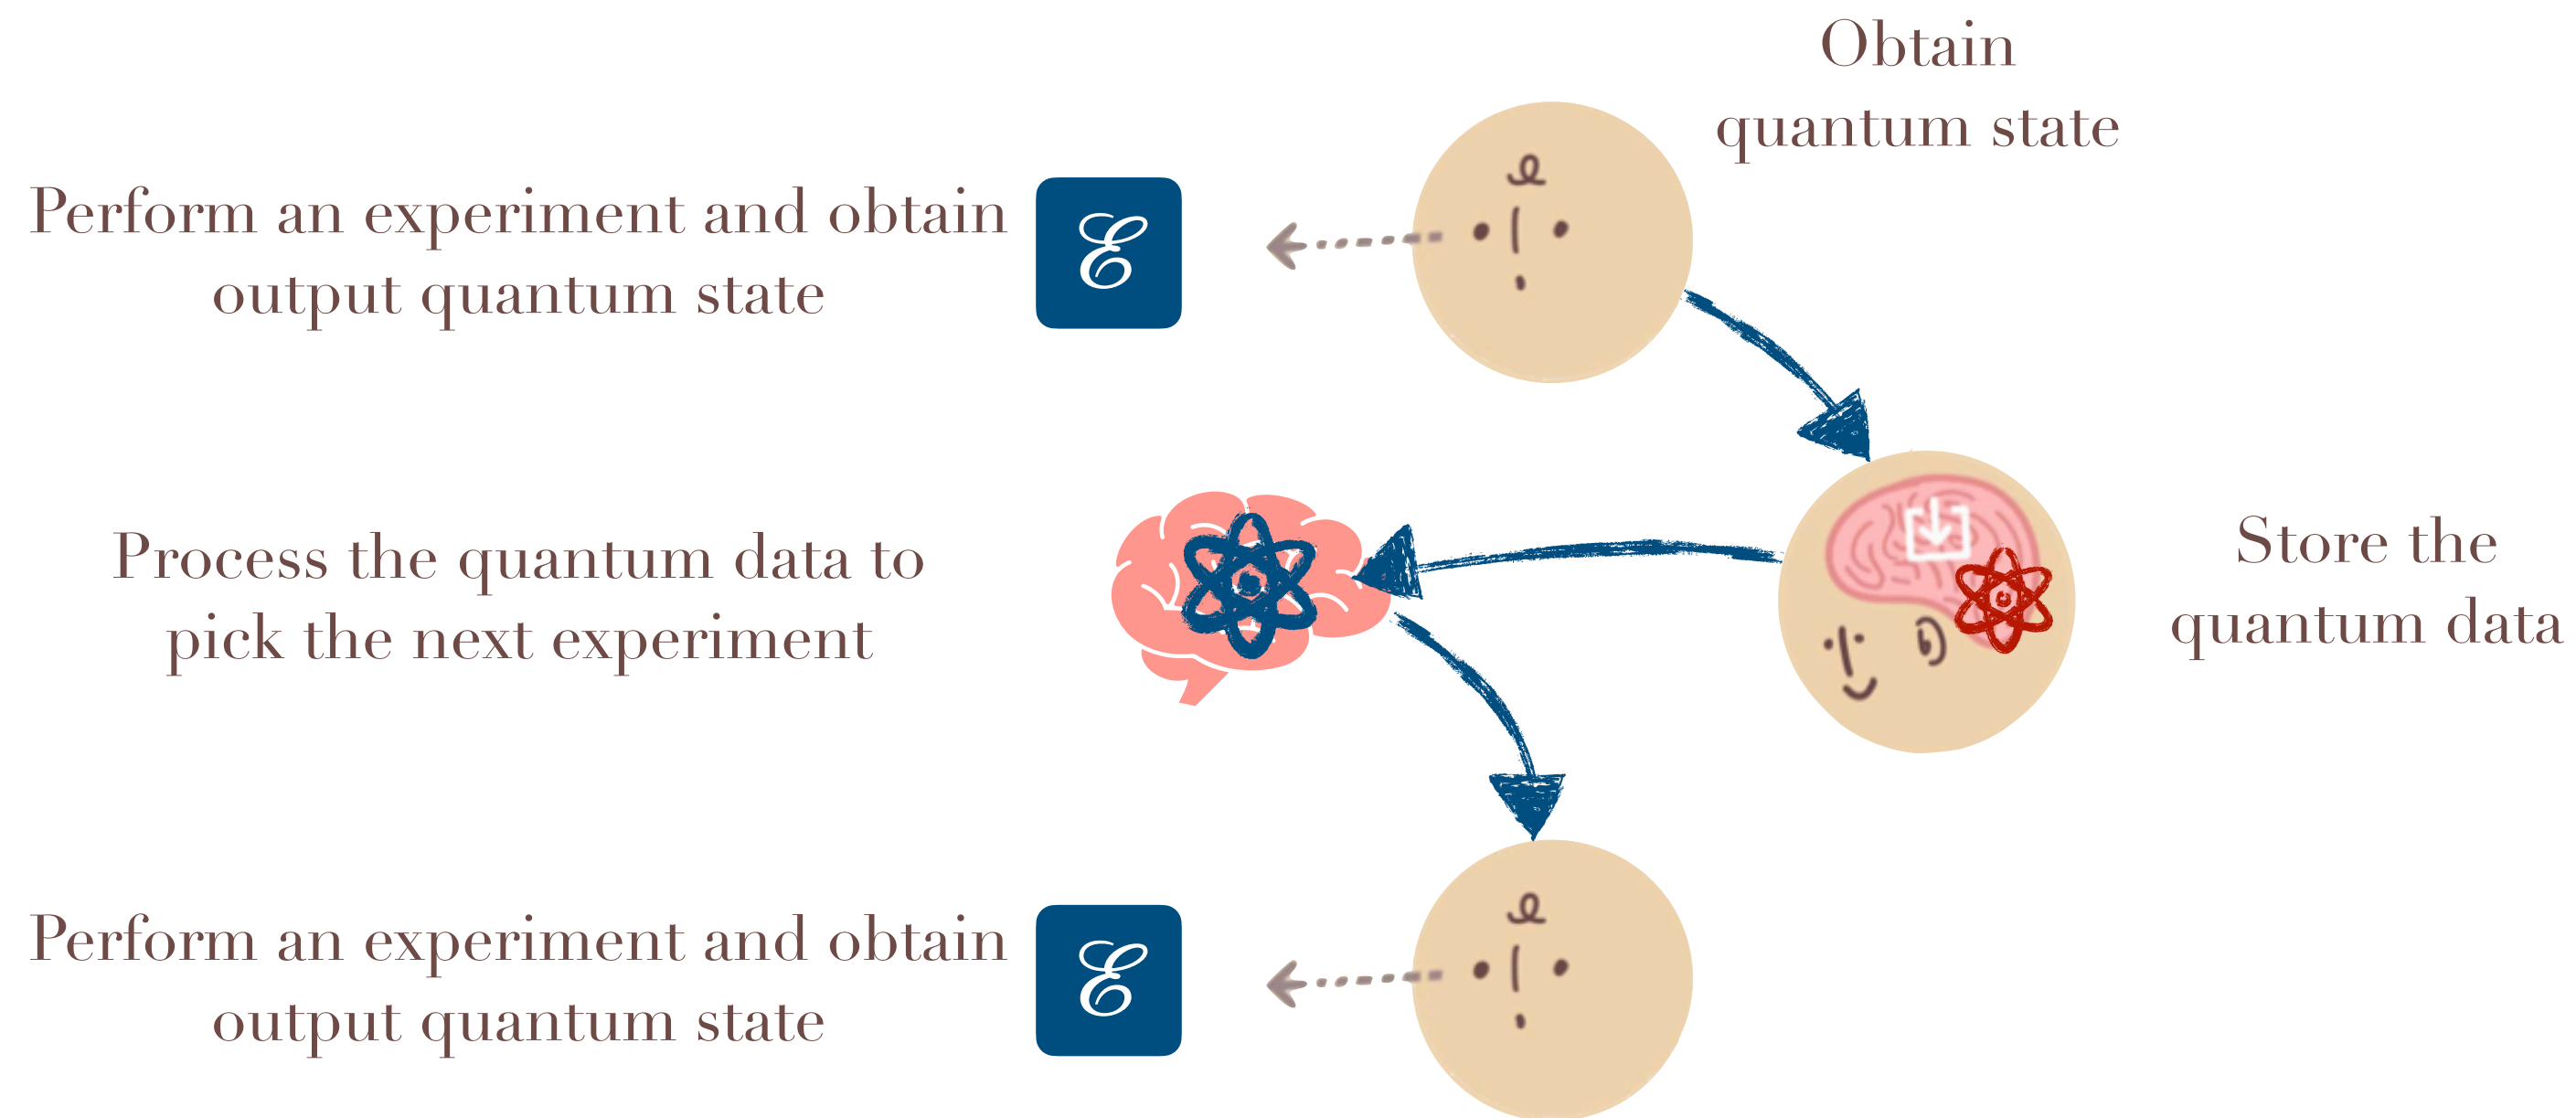 Obtain
quantum state
Perform an experiment and obtain
output quantum state
ℰ
Process the quantum data to
pick the next experiment
Store the
quantum data
Perform an experiment and obtain
output quantum state
ℰ